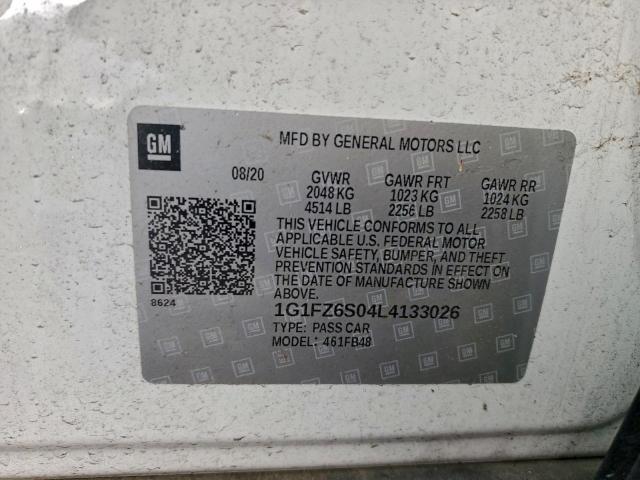 GM
MFD BY GENERAL MOTORS LLC
08/20 GVWR GAWR FRT GAWR RR
2048 KG 1023 KG 1024 KG
4514 LB 2256 LB 2258 LB
THIS VEHICLE CONFORMS TO ALL
APPLICABLE U.S. FEDERAL MOTOR
VEHICLE SAFETY, BUMPER, AND THEFT
PREVENTION STANDARDS IN EFFECT ON
THE DATE OF MANUFACTURE SHOWN
ABOVE.
8624
1G1FZ6S04L4133026
TYPE: PASS CAR
MODEL: 461FB48